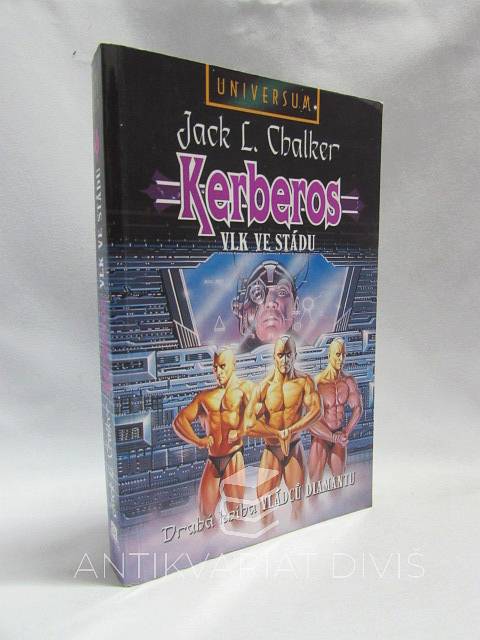 UNIVERSUM
Jack L. Chalker
Kerberos
VLK VE STÁDU
Druhá kniha VLÁDCŮ DIAMANTU
VLK VE STÁDU
Jack L. Chalker
ANTIKVARIÁT DIVIŠ